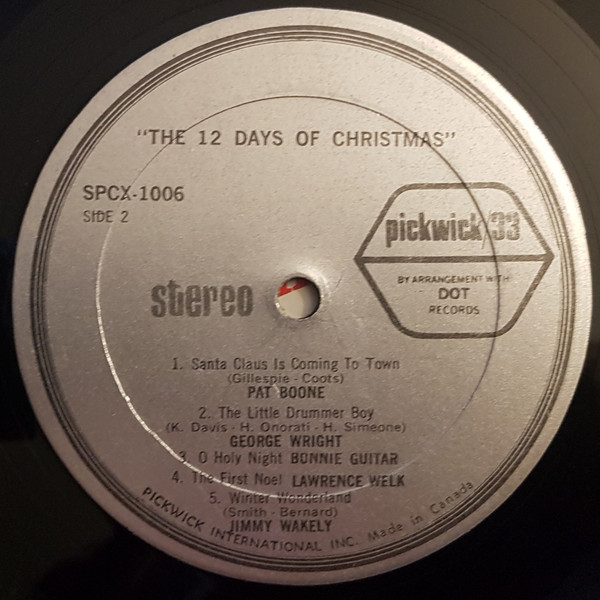 "THE 12 DAYS OF CHRISTMAS"
SPCX-1006
SIDE 2
pickwick 33
BY ARRANGEMENT WITH
DOT
RECORDS
stereo
1. Santa Claus Is Coming To Town
(Gillespie - Coots)
PAT BOONE
2. The Little Drummer Boy
(K. Davis - H. Onorati - H. Simeone)
GEORGE WRIGHT
3. O Holy Night BONNIE GUITAR
4. The First Noel LAWRENCE WELK
5. Winter Wonderland
(Smith - Bernard)
JIMMY WAKELY
PICKWICK INTERNATIONAL INC. Made in Canada